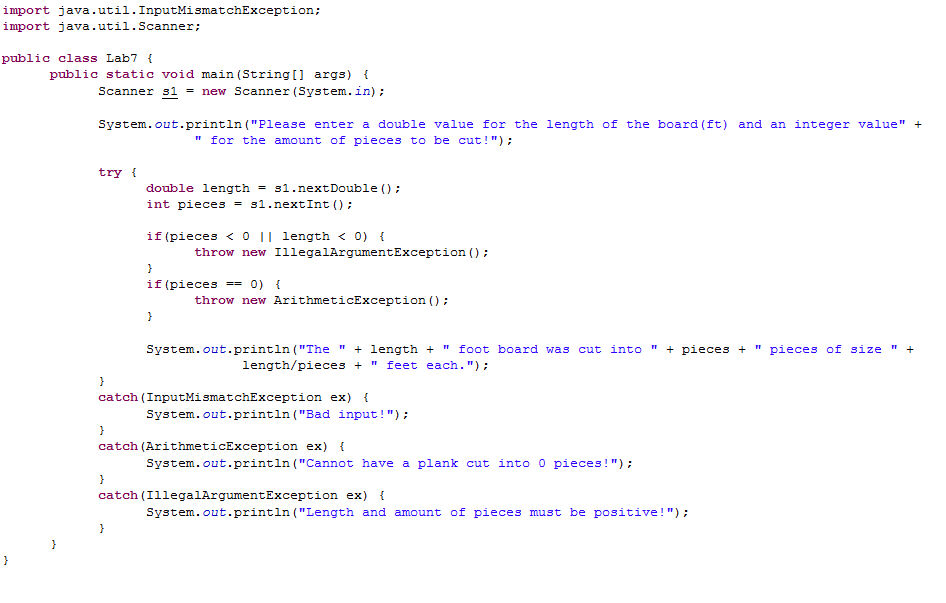 import java.util.InputMismatchException;
import java.util.Scanner;

public class Lab7 {
      public static void main(String[] args) {
            Scanner s1 = new Scanner(System.in);

            System.out.println("Please enter a double value for the length of the board(ft) and an integer value" +
                        " for the amount of pieces to be cut!");

            try {
                  double length = s1.nextDouble();
                  int pieces = s1.nextInt();

                  if(pieces < 0 || length < 0) {
                        throw new IllegalArgumentException();
                  }
                  if(pieces == 0) {
                        throw new ArithmeticException();
                  }

                  System.out.println("The " + length + " foot board was cut into " + pieces + " pieces of size " +
                              length/pieces + " feet each.");
            }
            catch(InputMismatchException ex) {
                  System.out.println("Bad input!");
            }
            catch(ArithmeticException ex) {
                  System.out.println("Cannot have a plank cut into 0 pieces!");
            }
            catch(IllegalArgumentException ex) {
                  System.out.println("Length and amount of pieces must be positive!");
            }
      }
}